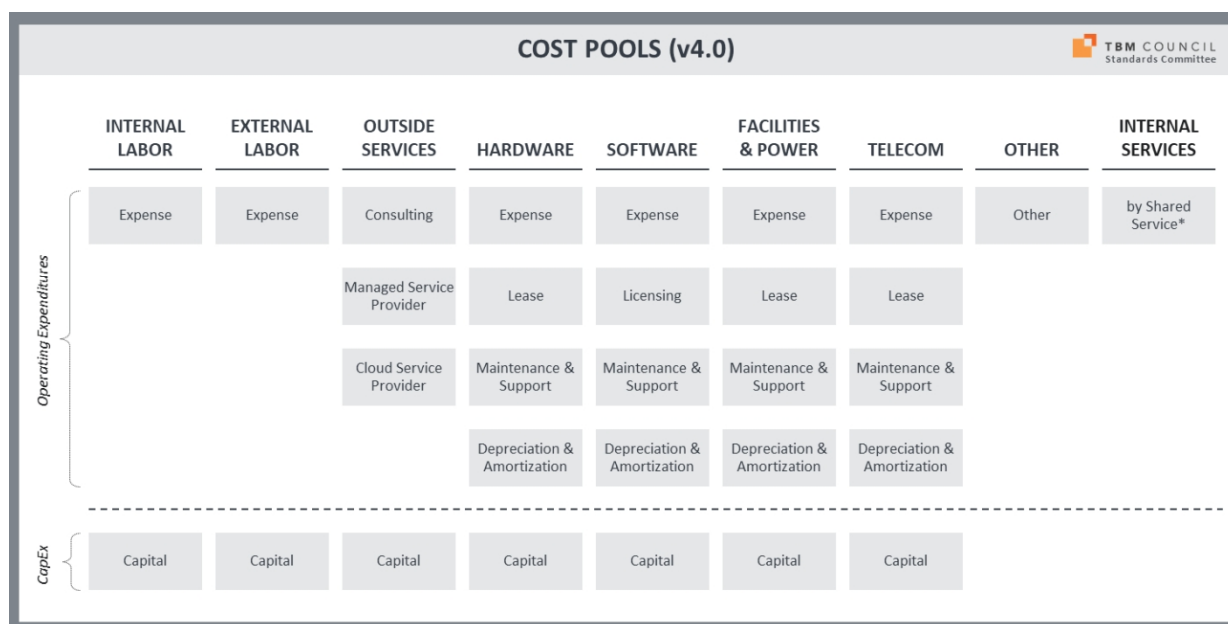 COST POOLS (v4.0)
TBM COUNCIL
Standards Committee
INTERNAL
LABOR
EXTERNAL
LABOR
OUTSIDE
SERVICES
HARDWARE
SOFTWARE
FACILITIES
& POWER
TELECOM
OTHER
INTERNAL
SERVICES
Operating Expenditures
Expense
Expense
Consulting
Expense
Expense
Expense
Expense
Other
by Shared
Service*
Managed Service
Provider
Lease
Licensing
Lease
Lease
Cloud Service
Provider
Maintenance &
Support
Maintenance &
Support
Maintenance &
Support
Maintenance &
Support
Depreciation &
Amortization
Depreciation &
Amortization
Depreciation &
Amortization
Depreciation &
Amortization
CapEx
Capital
Capital
Capital
Capital
Capital
Capital
Capital